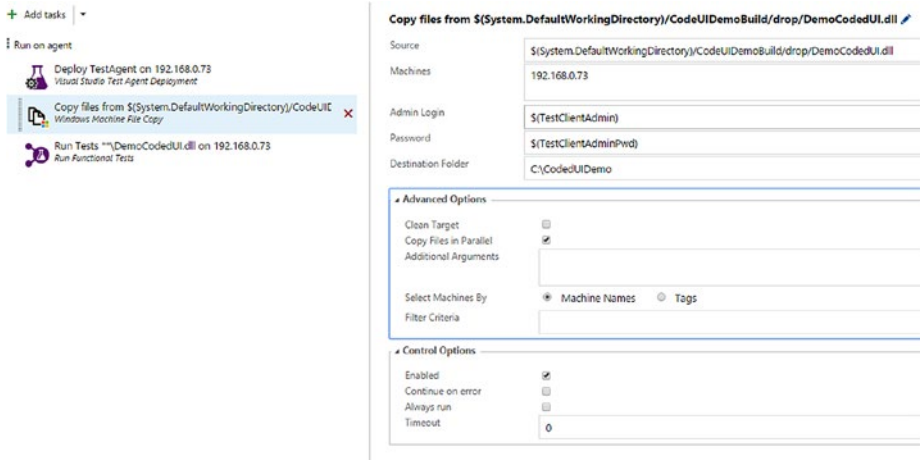 + Add tasks
Run on agent
Deploy TestAgent on 192.168.0.73
Visual Studio Test Agent Deployment
Copy files from $(System.DefaultWorkingDirectory)/CodeUIC
Windows Machine File Copy
Run Tests **\DemoCodedUI.dll on 192.168.0.73
Run Functional Tests
Copy files from $(System.DefaultWorkingDirectory)/CodeUIDemoBuild/drop/DemoCodedUI.dll
Source
$(System.DefaultWorkingDirectory)/CodeUIDemoBuild/drop/DemoCodedUI.dll
Machines
192.168.0.73
Admin Login
$(TestClientAdmin)
Password
$(TestClientAdminPwd)
Destination Folder
C:\CodedUIDemo
Advanced Options
Clean Target
Copy Files in Parallel
Additional Arguments
Select Machines By
Machine Names
Tags
Filter Criteria
Control Options
Enabled
Continue on error
Always run
Timeout
0